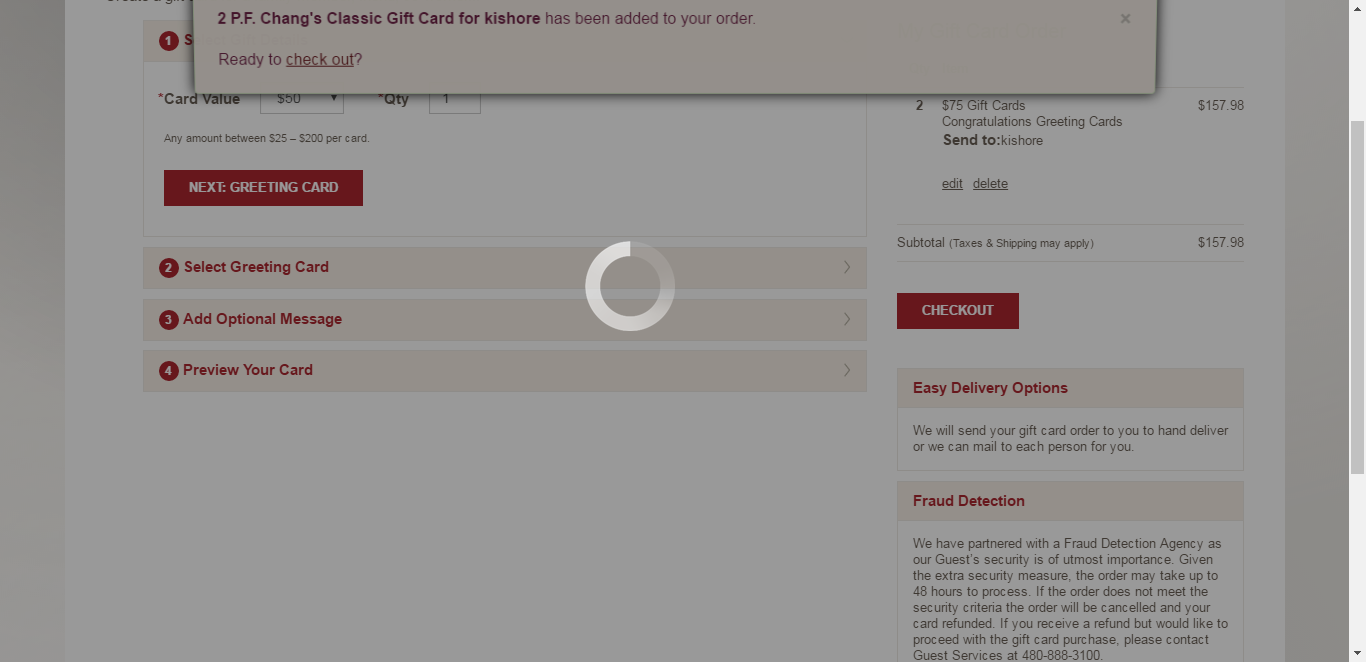 2 P.F. Chang's Classic Gift Card for kishore has been added to your order.
×
Ready to check out?
1
*Card Value $50 *Qty 1
Any amount between $25 – $200 per card.
NEXT: GREETING CARD
2 Select Greeting Card
3 Add Optional Message
4 Preview Your Card
2 $75 Gift Cards $157.98
Congratulations Greeting Cards
Send to:kishore
edit delete
Subtotal (Taxes & Shipping may apply) $157.98
CHECKOUT
Easy Delivery Options
We will send your gift card order to you to hand deliver
or we can mail to each person for you.
Fraud Detection
We have partnered with a Fraud Detection Agency as
our Guest's security is of utmost importance. Given
the extra security measure, the order may take up to
48 hours to process. If the order does not meet the
security criteria the order will be cancelled and your
card refunded. If you receive a refund but would like to
proceed with the gift card purchase, please contact
Guest Services at 480-888-3100.